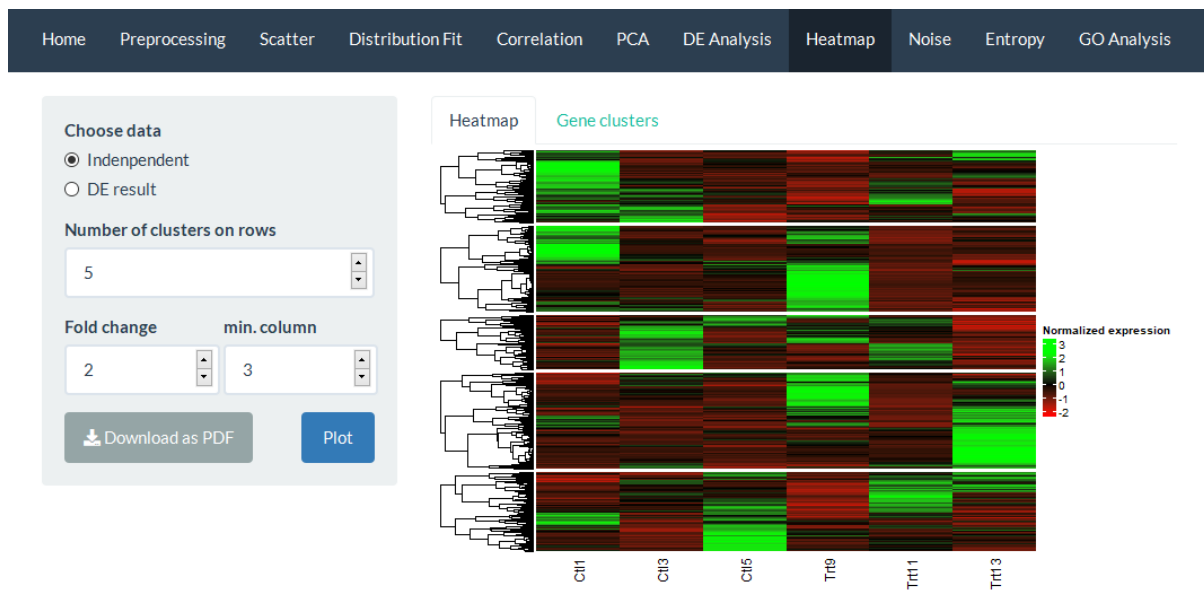 Home Preprocessing Scatter Distribution Fit Correlation PCA DE Analysis Heatmap Noise Entropy GO Analysis
Choose data
Indenpendent
DE result
Number of clusters on rows
5
Fold change min. column
2 3
Download as PDF Plot
Heatmap Gene clusters
Normalized expression
3
2
1
0
-1
-2
Ctl1 Ctl3 Ctl5 Trt9 Trt11 Trt13